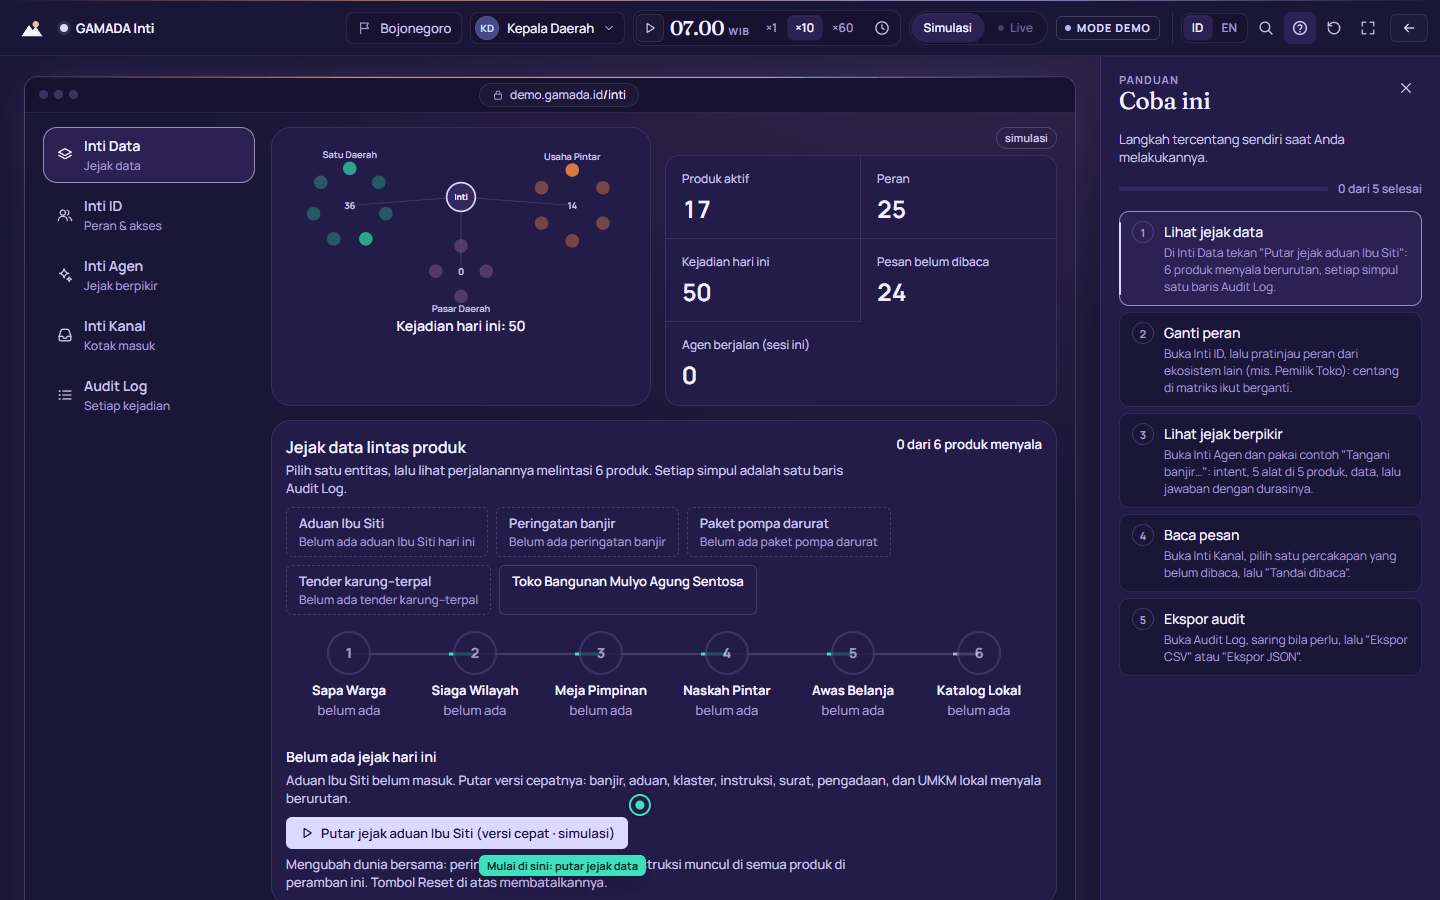 GAMADA Inti
Bojonegoro
KD
Kepala Daerah
07.00 WIB
×1
×10
×60
Simulasi
Live
MODE DEMO
ID
EN
demo.gamada.id/inti
Inti Data
Jejak data
Inti ID
Peran & akses
Inti Agen
Jejak berpikir
Inti Kanal
Kotak masuk
Audit Log
Setiap kejadian
Satu Daerah
36
Inti
Usaha Pintar
14
0
Pasar Daerah
Kejadian hari ini: 50
simulasi
Produk aktif
17
Peran
25
Kejadian hari ini
50
Pesan belum dibaca
24
Agen berjalan (sesi ini)
0
Jejak data lintas produk
0 dari 6 produk menyala
Pilih satu entitas, lalu lihat perjalanannya melintasi 6 produk. Setiap simpul adalah satu baris
Audit Log.
Aduan Ibu Siti
Belum ada aduan Ibu Siti hari ini
Peringatan banjir
Belum ada peringatan banjir
Paket pompa darurat
Belum ada paket pompa darurat
Tender karung-terpal
Belum ada tender karung-terpal
Toko Bangunan Mulyo Agung Sentosa
1
2
3
4
5
6
Sapa Warga
Siaga Wilayah
Meja Pimpinan
Naskah Pintar
Awas Belanja
Katalog Lokal
belum ada
belum ada
belum ada
belum ada
belum ada
belum ada
Belum ada jejak hari ini
Aduan Ibu Siti belum masuk. Putar versi cepatnya: banjir, aduan, klaster, instruksi, surat, pengadaan, dan UMKM lokal menyala
berurutan.
Putar jejak aduan Ibu Siti (versi cepat · simulasi)
Mengubah dunia bersama:
Mulai di sini: putar jejak data
muncul di semua produk di
peramban ini. Tombol Reset di atas membatalkannya.
PANDUAN
Coba ini
Langkah tercentang sendiri saat Anda
melakukannya.
0 dari 5 selesai
1
Lihat jejak data
Di Inti Data tekan "Putar jejak aduan Ibu Siti":
6 produk menyala berurutan, setiap simpul
satu baris Audit Log.
2
Ganti peran
Buka Inti ID, lalu pratinjau peran dari
ekosistem lain (mis. Pemilik Toko): centang
di matriks ikut berganti.
3
Lihat jejak berpikir
Buka Inti Agen dan pakai contoh "Tangani
banjir…": intent, 5 alat di 5 produk, data, lalu
jawaban dengan durasinya.
4
Baca pesan
Buka Inti Kanal, pilih satu percakapan yang
belum dibaca, lalu "Tandai dibaca".
5
Ekspor audit
Buka Audit Log, saring bila perlu, lalu "Ekspor
CSV" atau "Ekspor JSON".